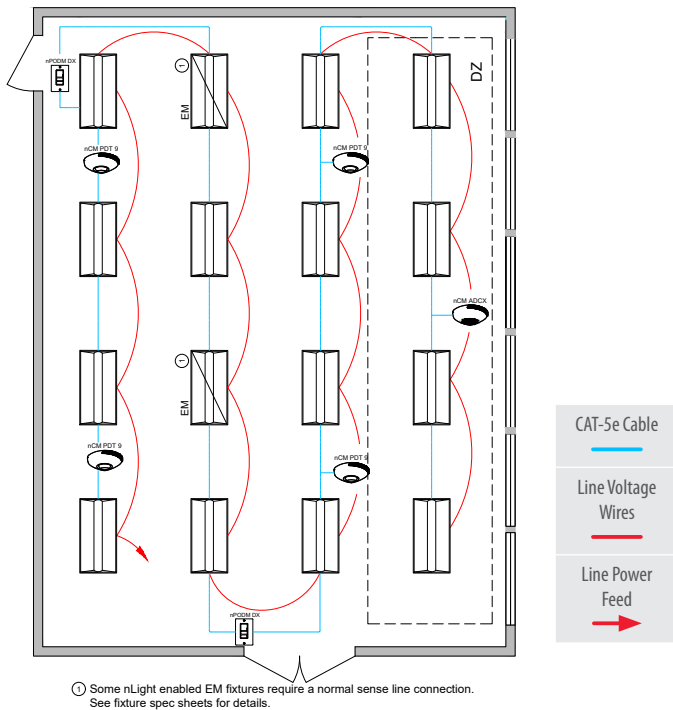 nPODM DX
1
EM
DZ
nCM PDT 9
nCM PDT 9
nCM ADCX
1
EM
nCM PDT 9
nCM PDT 9
nPODM DX
CAT-5e Cable
Line Voltage
Wires
Line Power
Feed
1 Some nLight enabled EM fixtures require a normal sense line connection.
See fixture spec sheets for details.